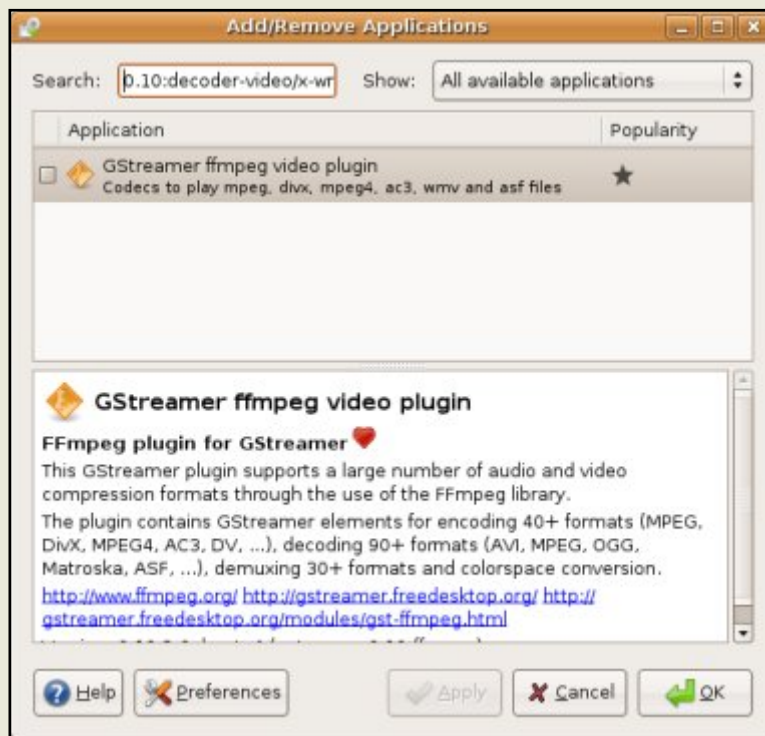 Add/Remove Applications
Search: 0.10:decoder-video/x-wr Show: All available applications
Application Popularity
GStreamer ffmpeg video plugin
Codecs to play mpeg, divx, mpeg4, ac3, wmv and asf files
GStreamer ffmpeg video plugin
FFmpeg plugin for GStreamer
This GStreamer plugin supports a large number of audio and video
compression formats through the use of the FFmpeg library.
The plugin contains GStreamer elements for encoding 40+ formats (MPEG,
DivX, MPEG4, AC3, DV, ...), decoding 90+ formats (AVI, MPEG, OGG,
Matroska, ASF, ...), demuxing 30+ formats and colorspace conversion.
http://www.ffmpeg.org/ http://gstreamer.freedesktop.org/ http://
gstreamer.freedesktop.org/modules/gst-ffmpeg.html
Help Preferences Apply Cancel OK